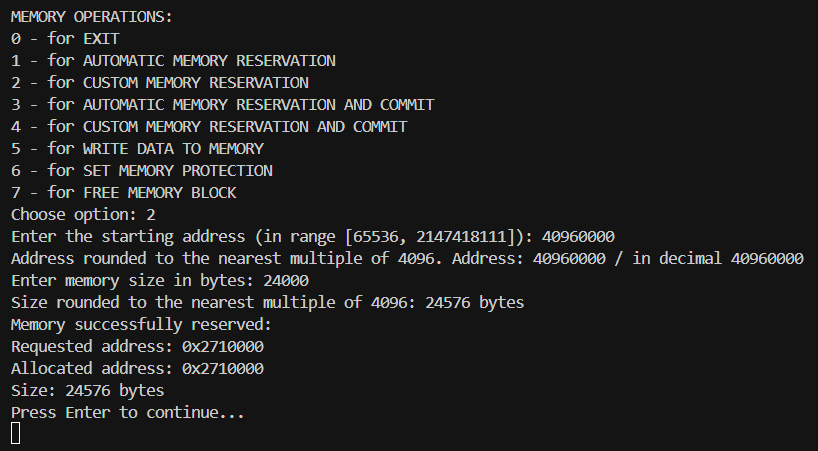 MEMORY OPERATIONS:
0 - for EXIT
1 - for AUTOMATIC MEMORY RESERVATION
2 - for CUSTOM MEMORY RESERVATION
3 - for AUTOMATIC MEMORY RESERVATION AND COMMIT
4 - for CUSTOM MEMORY RESERVATION AND COMMIT
5 - for WRITE DATA TO MEMORY
6 - for SET MEMORY PROTECTION
7 - for FREE MEMORY BLOCK
Choose option: 2
Enter the starting address (in range [65536, 2147418111]): 40960000
Address rounded to the nearest multiple of 4096. Address: 40960000 / in decimal 40960000
Enter memory size in bytes: 24000
Size rounded to the nearest multiple of 4096: 24576 bytes
Memory successfully reserved:
Requested address: 0x2710000
Allocated address: 0x2710000
Size: 24576 bytes
Press Enter to continue...